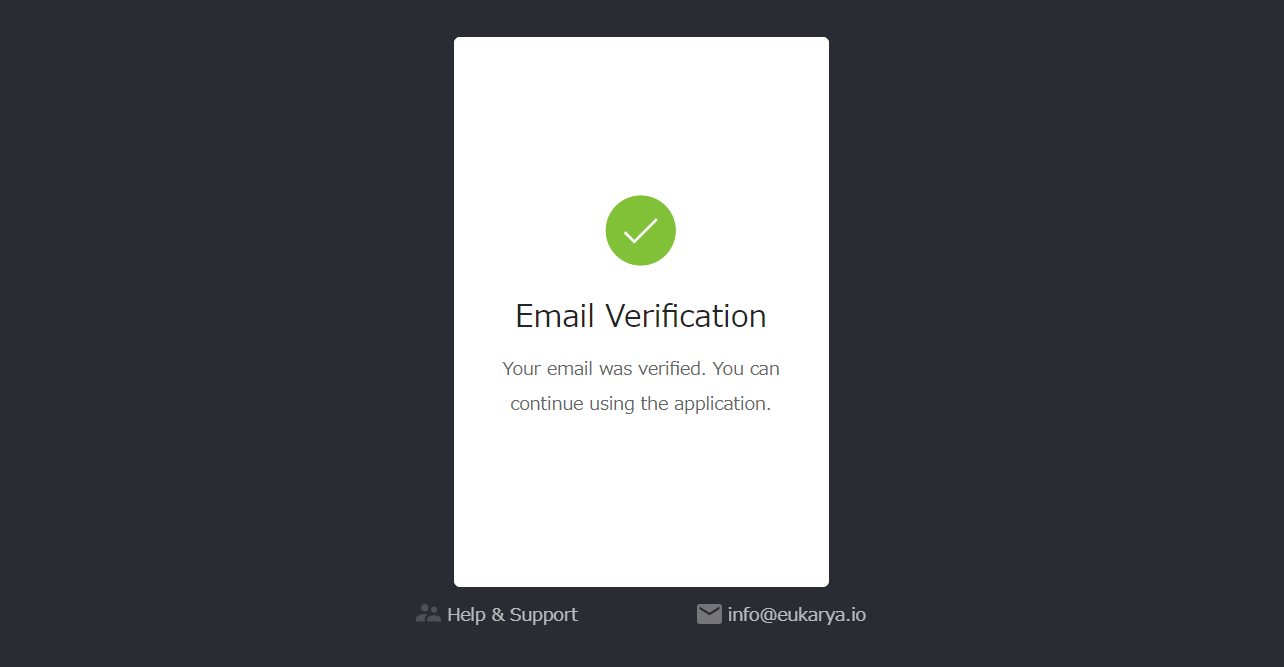 Email Verification
Your email was verified. You can
continue using the application.
Help & Support
info@eukarya.io